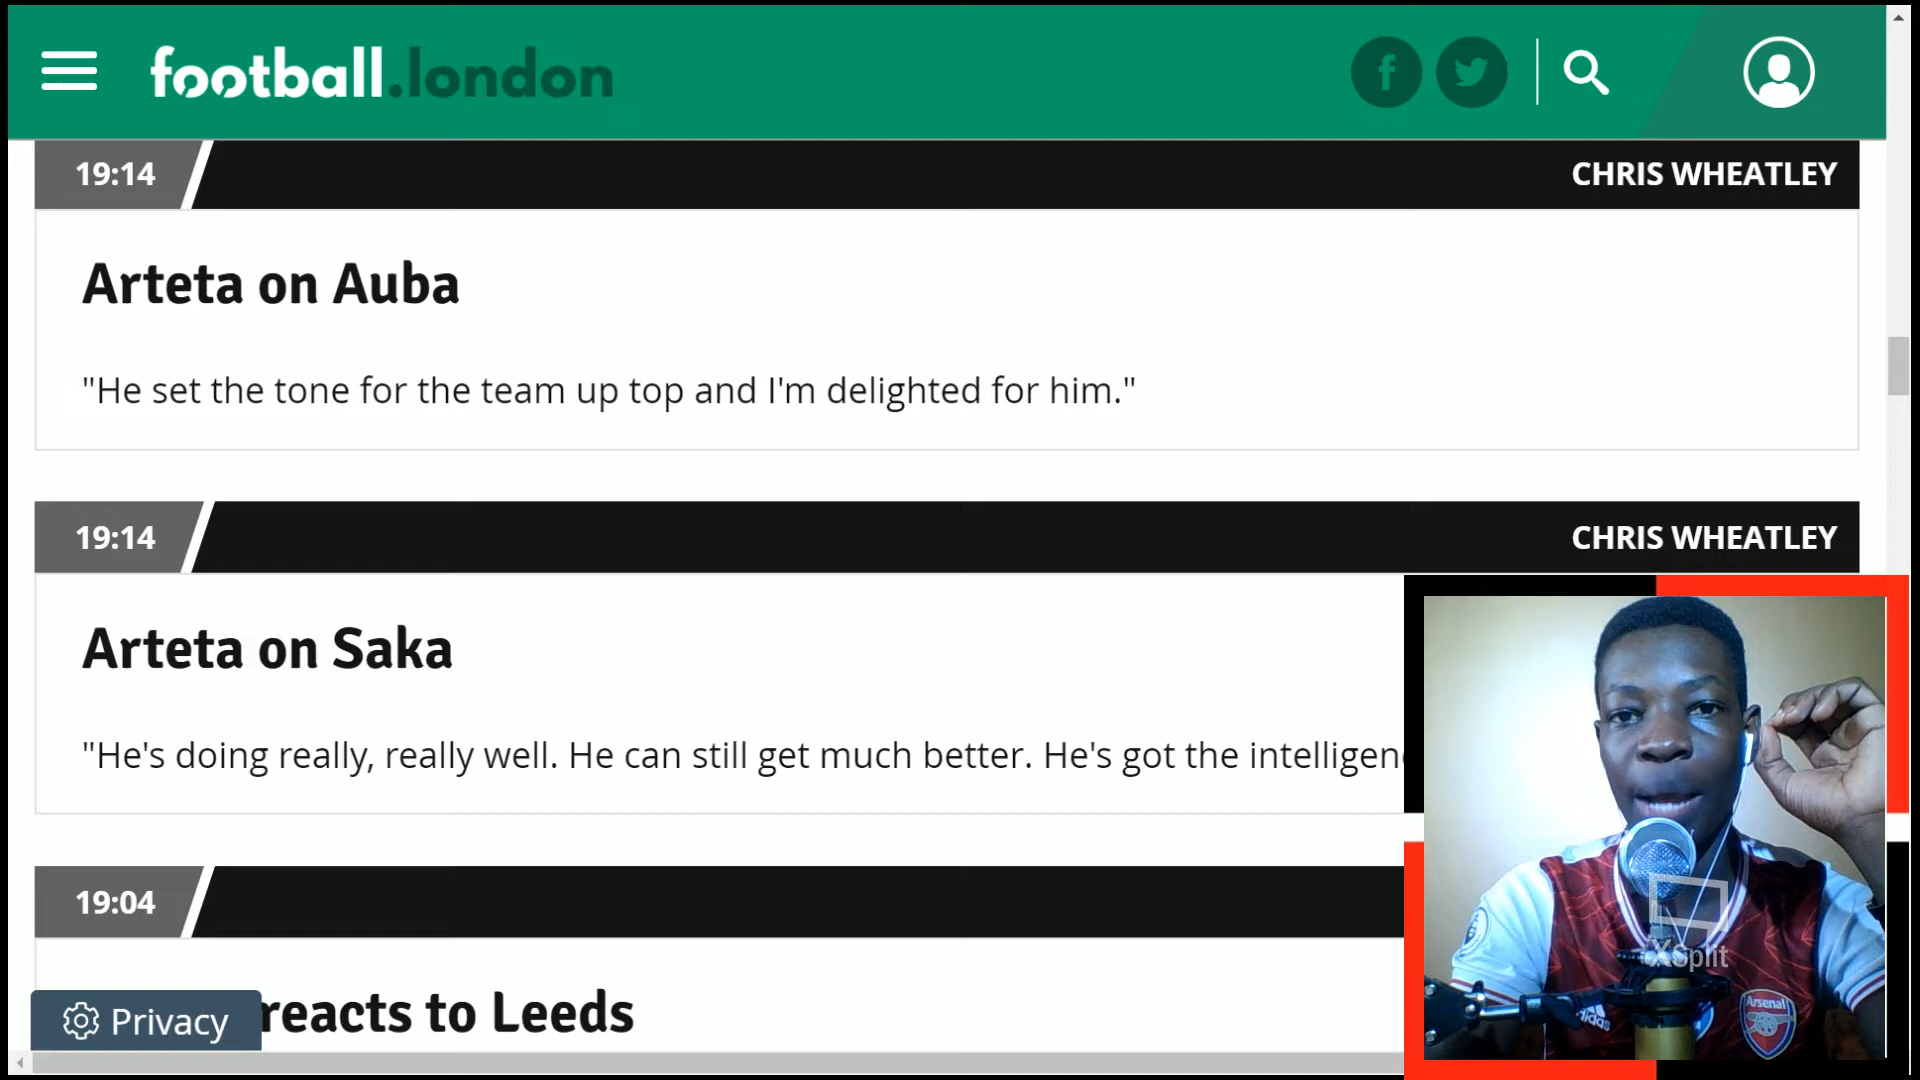 football.london
19:14
CHRIS WHEATLEY
Arteta on Auba
"He set the tone for the team up top and I'm delighted for him."
19:14
CHRIS WHEATLEY
Arteta on Saka
"He's doing really, really well. He can still get much better. He's got the
19:04
reacts to Leeds
Privacy
XSplit
adidas
Arsenal